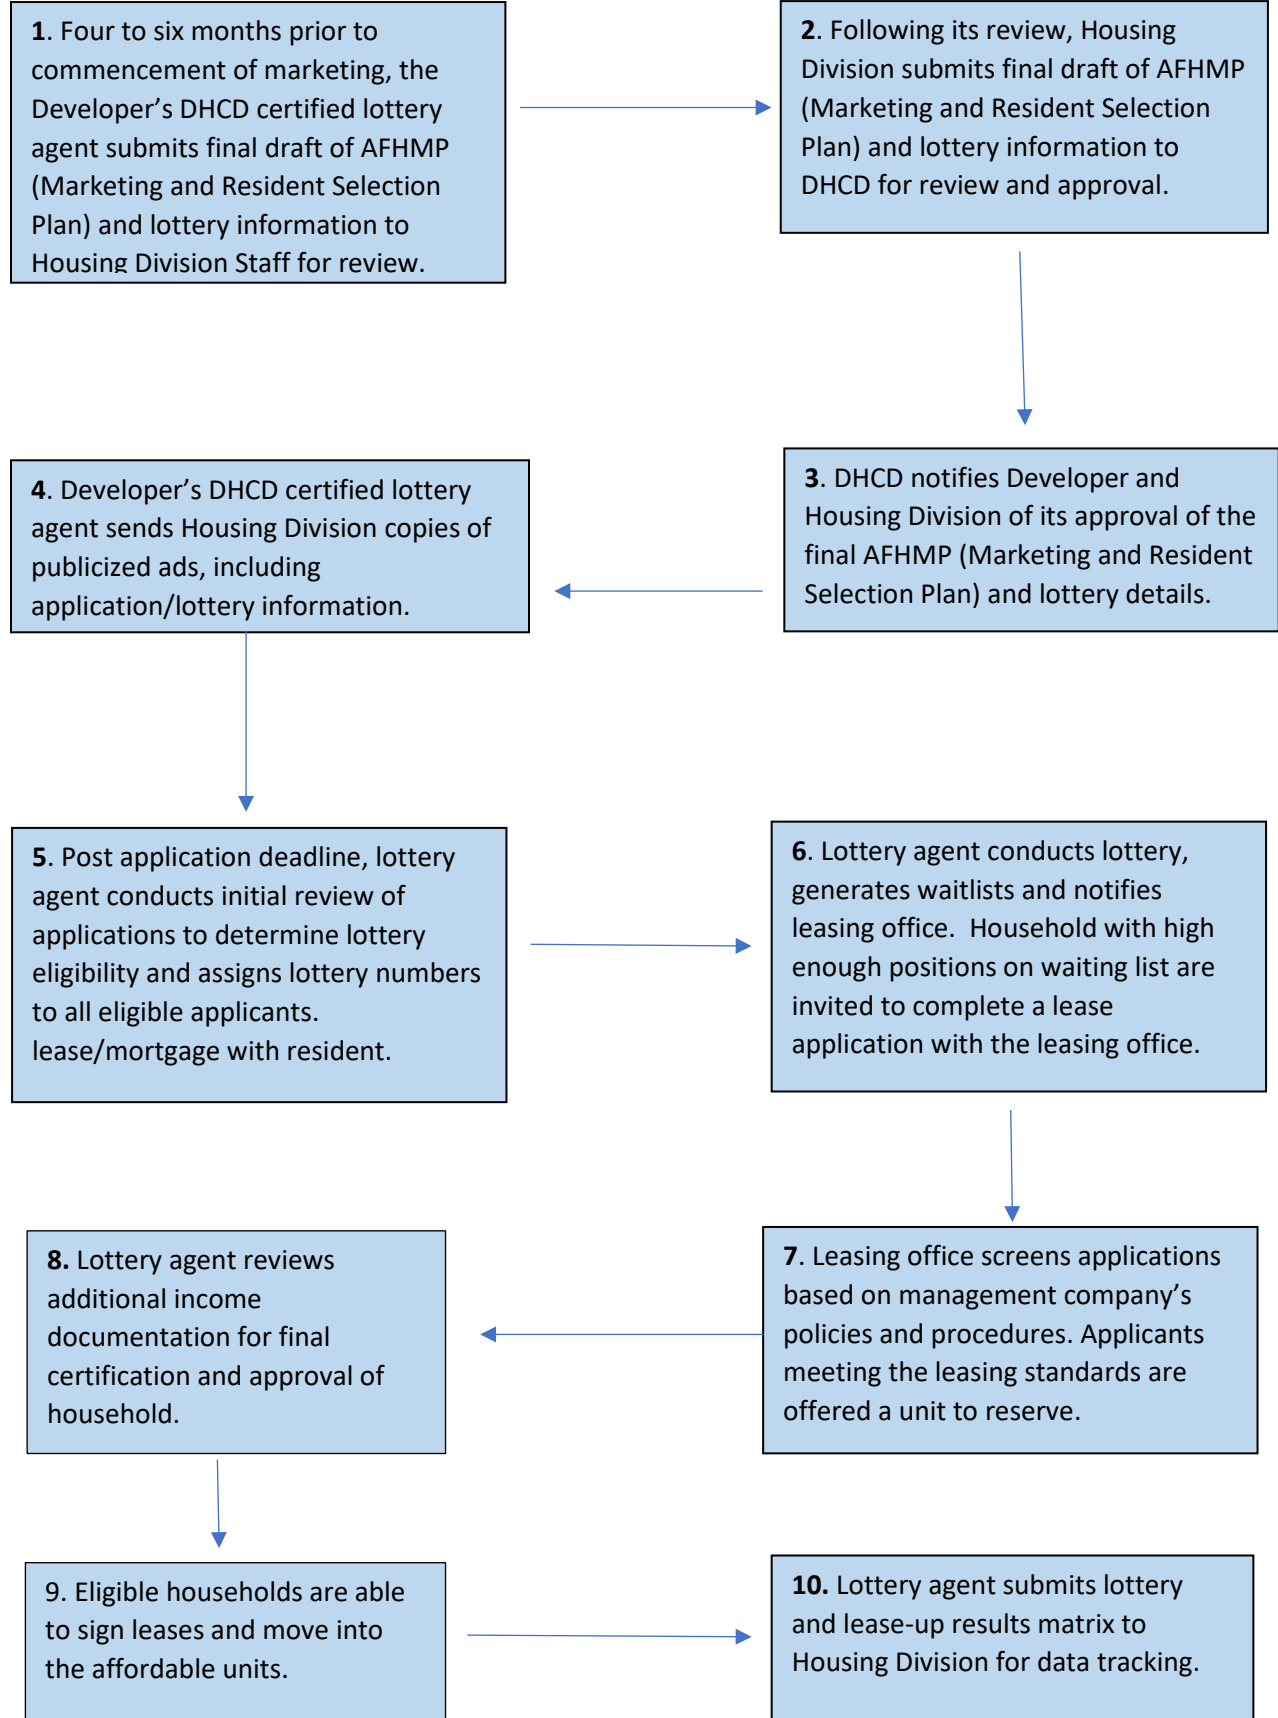 1. Four to six months prior to
commencement of marketing, the
Developer’s DHCD certified lottery
agent submits final draft of AFHMP
(Marketing and Resident Selection
Plan) and lottery information to
Housing Division Staff for review.
2. Following its review, Housing
Division submits final draft of AFHMP
(Marketing and Resident Selection
Plan) and lottery information to
DHCD for review and approval.
3. DHCD notifies Developer and
Housing Division of its approval of the
final AFHMP (Marketing and Resident
Selection Plan) and lottery details.
4. Developer’s DHCD certified lottery
agent sends Housing Division copies of
publicized ads, including
application/lottery information.
5. Post application deadline, lottery
agent conducts initial review of
applications to determine lottery
eligibility and assigns lottery numbers
to all eligible applicants.
lease/mortgage with resident.
6. Lottery agent conducts lottery,
generates waitlists and notifies
leasing office.  Household with high
enough positions on waiting list are
invited to complete a lease
application with the leasing office.
7. Leasing office screens applications
based on management company’s
policies and procedures. Applicants
meeting the leasing standards are
offered a unit to reserve.
8. Lottery agent reviews
additional income
documentation for final
certification and approval of
household.
9. Eligible households are able
to sign leases and move into
the affordable units.
10. Lottery agent submits lottery
and lease-up results matrix to
Housing Division for data tracking.